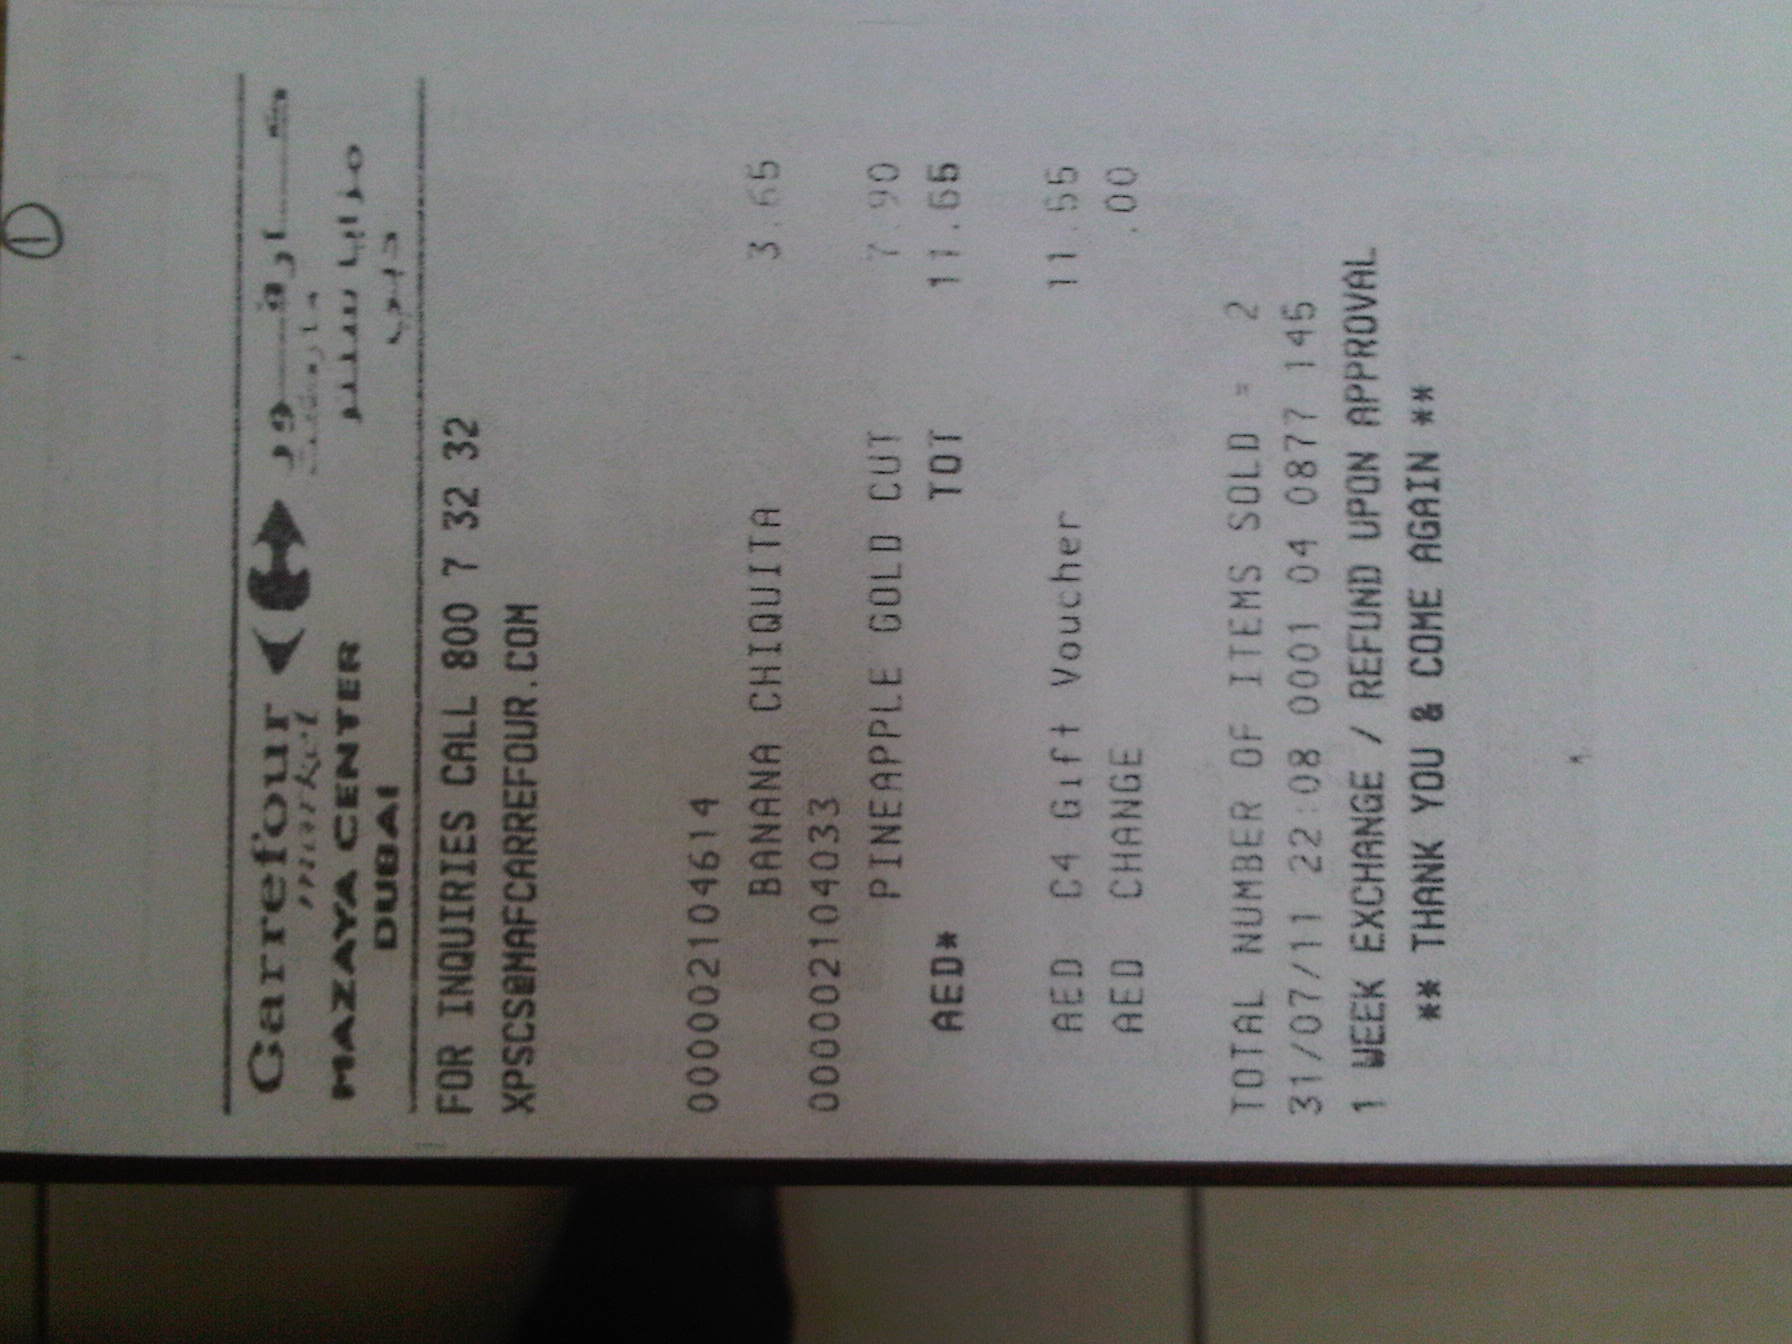 ①
Carrefour كارفور
market ماركت
MAZAYA CENTER مزايا سنتر
DUBAI دبي
FOR INQUIRIES CALL 800 7 32 32
XPSCS@MAFCARREFOUR.COM
000002104614
BANANA CHIQUITA 3.65
000002104033
PINEAPPLE GOLD CUT 7.90
AED* TOT 11.55
AED C4 Gift Voucher 11.55
AED CHANGE .00
TOTAL NUMBER OF ITEMS SOLD = 2
31/07/11 22:08 0001 04 0877 145
1 WEEK EXCHANGE / REFUND UPON APPROVAL
** THANK YOU & COME AGAIN **